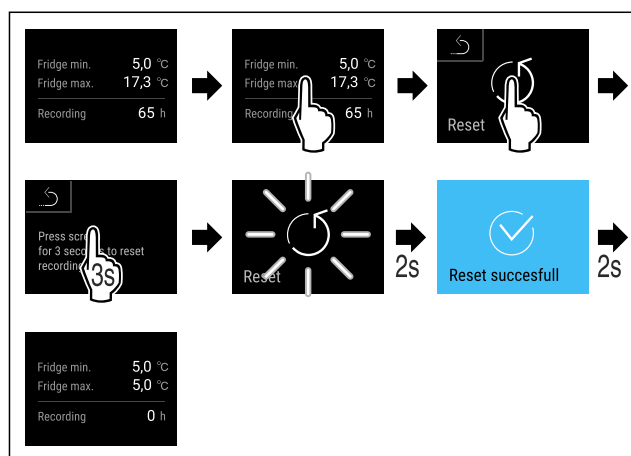 Fridge min. 5,0 °C
Fridge max. 17,3 °C
Recording 65 h
Fridge min. 5,0 °C
Fridge max 17,3 °C
Recording 65 h
Reset
Press screen
for 3 seconds to reset
recording
3s
Reset
2s
Reset succesfull
2s
Fridge min. 5,0 °C
Fridge max. 5,0 °C
Recording 0 h